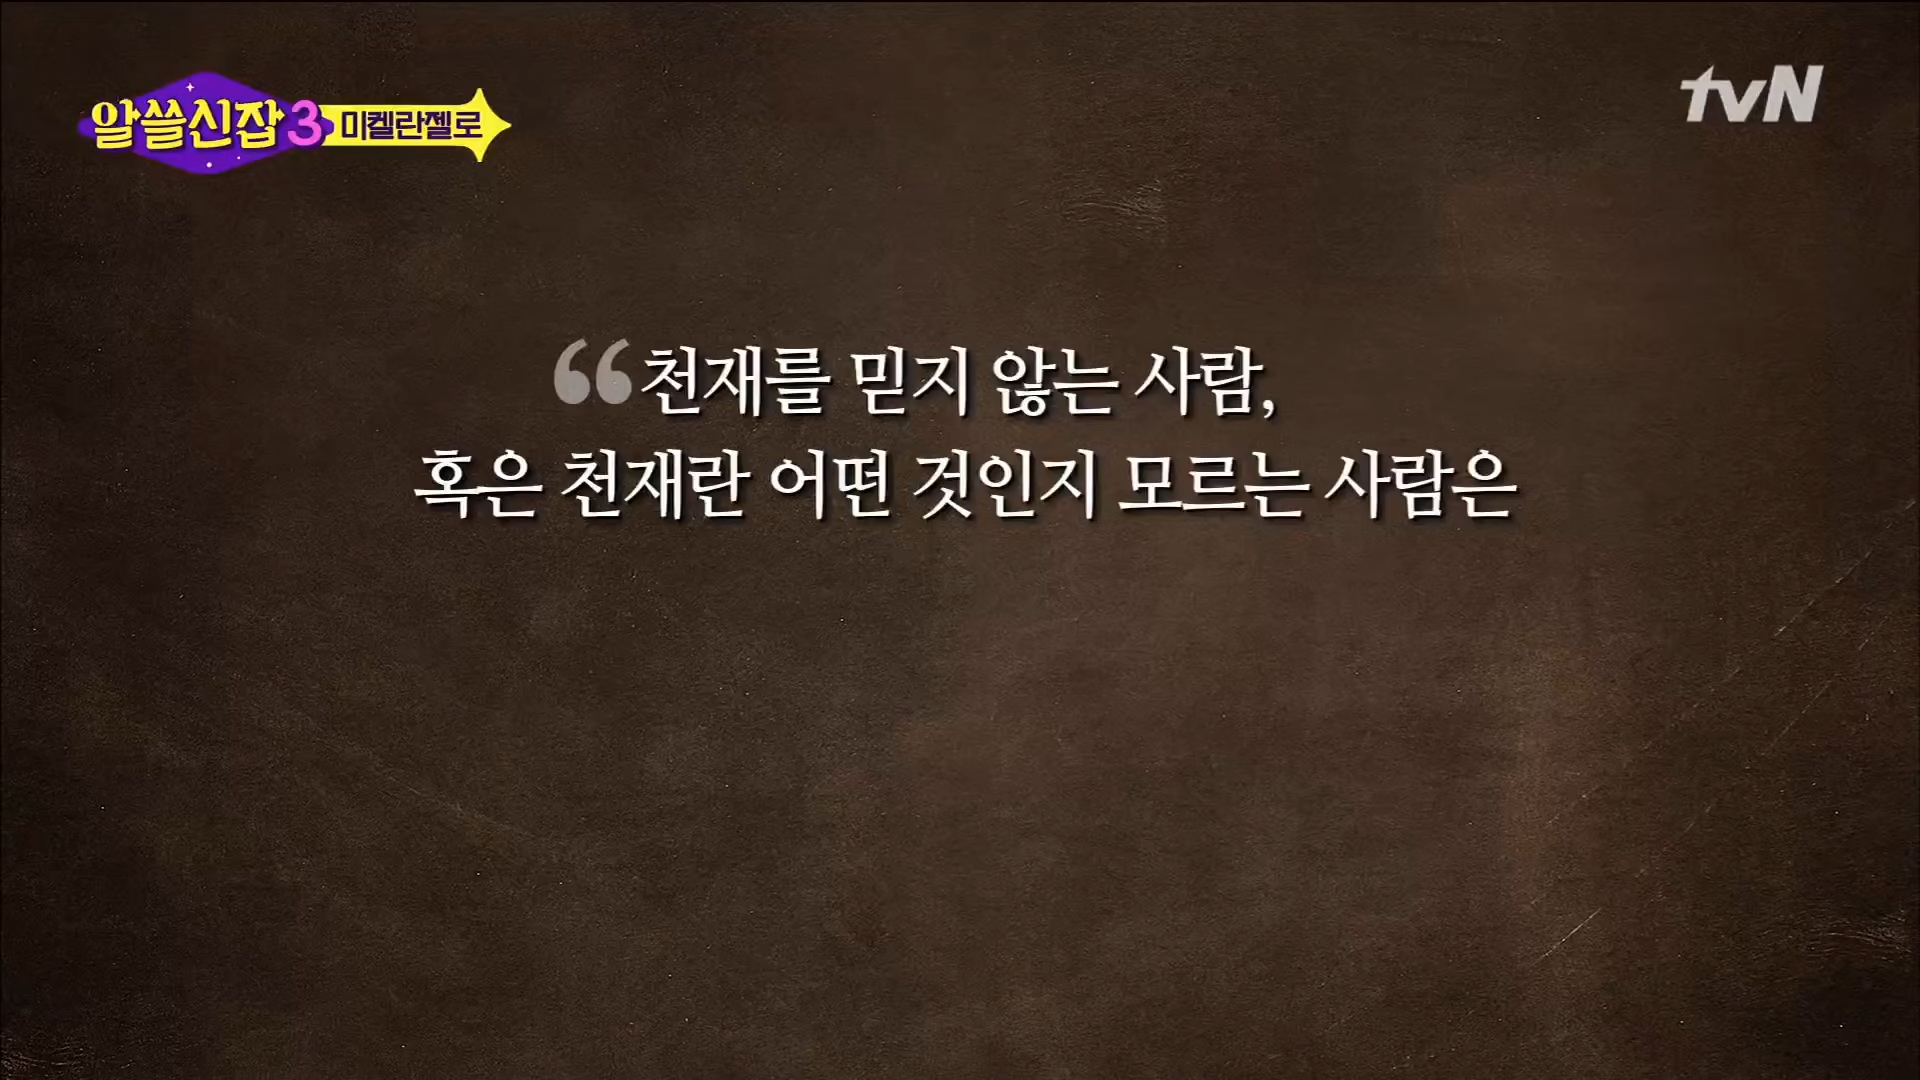 알쓸신잡3 미켈란젤로
tvN
“천재를 믿지 않는 사람,
혹은 천재란 어떤 것인지 모르는 사람은